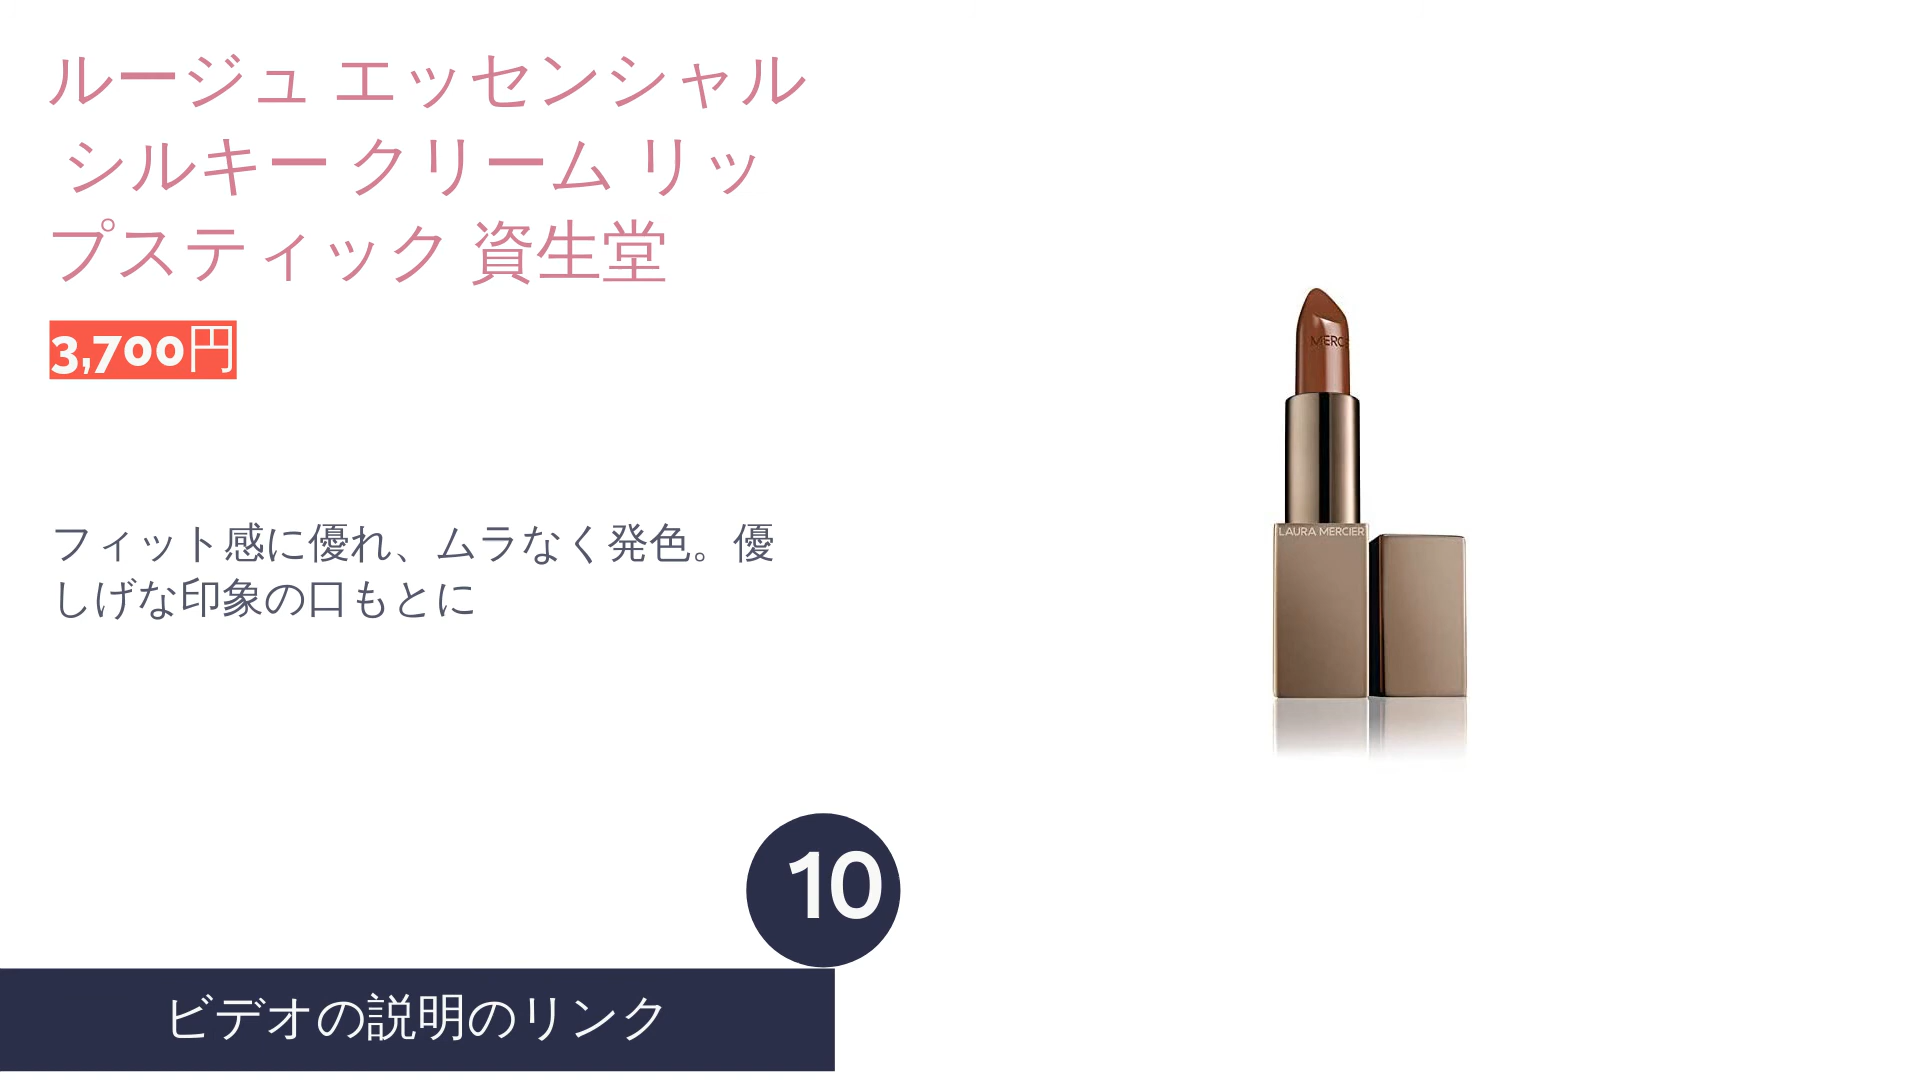 ルージュ エッセンシャル
シルキー クリーム リッ
プスティック 資生堂
3,700円
フィット感に優れ、ムラなく発色。優
しげな印象の口もとに
MERC
LAURA MERCIER
10
ビデオの説明のリンク